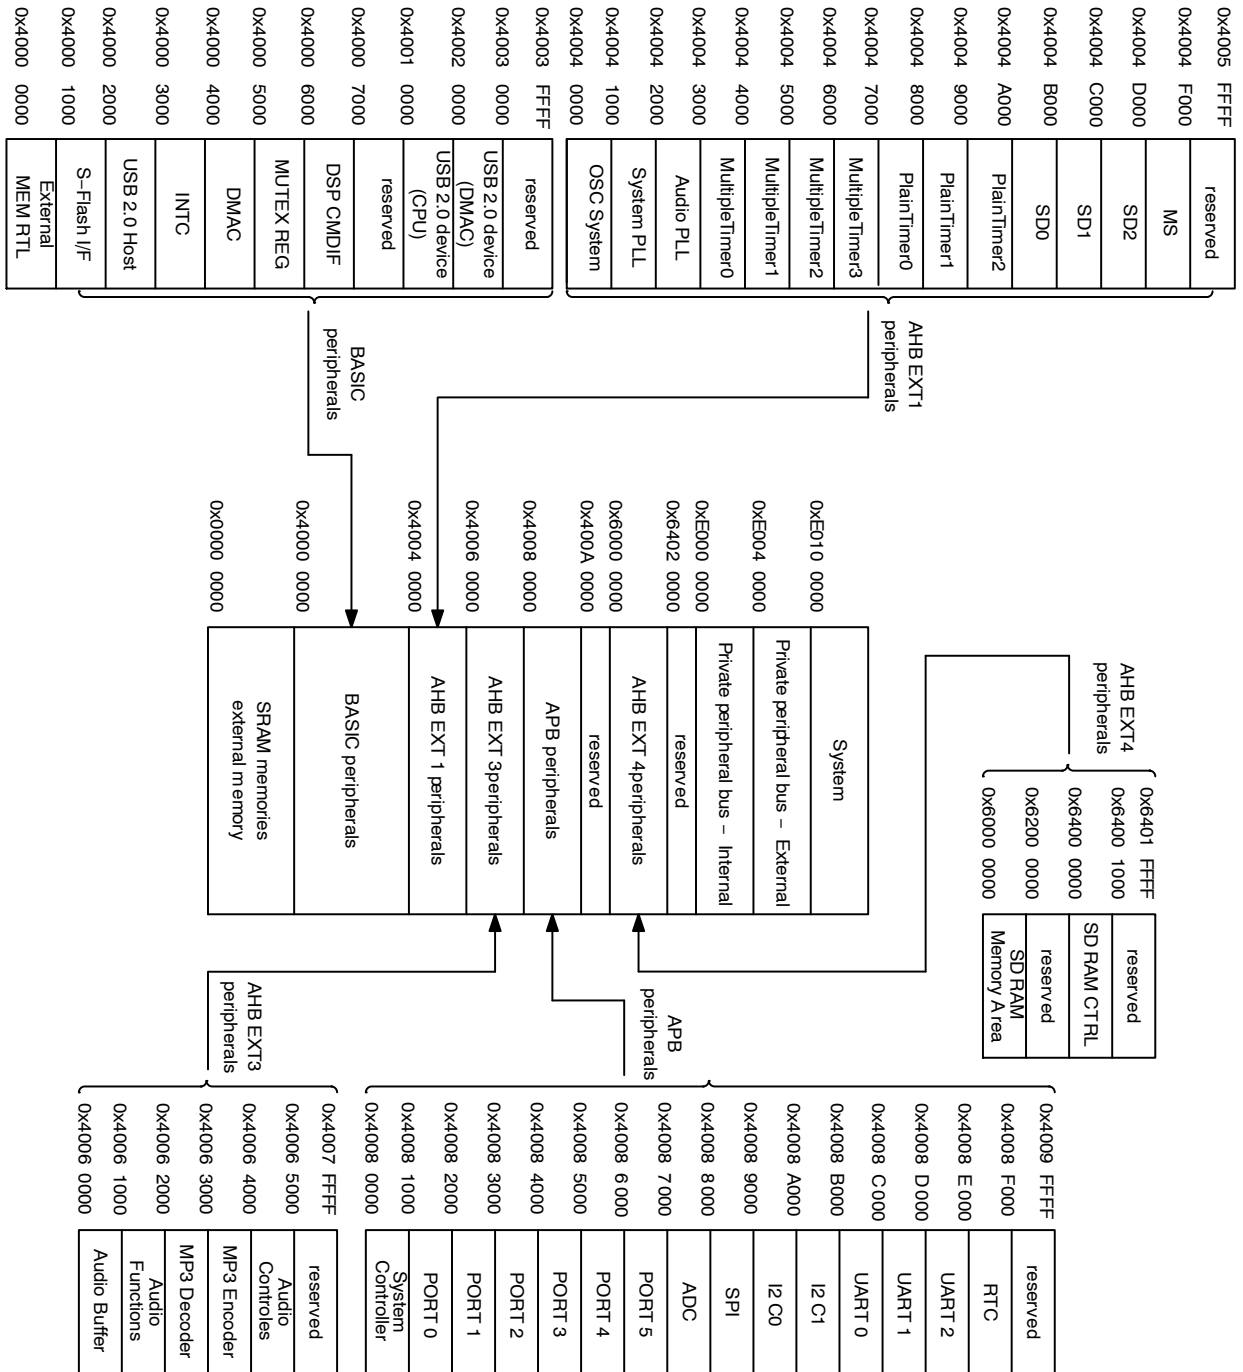 0x4005 FFFF
0x4004 F000
0x4004 D000
0x4004 C000
0x4004 B000
0x4004 A000
0x4004 9000
0x4004 8000
0x4004 7000
0x4004 6000
0x4004 5000
0x4004 4000
0x4004 3000
0x4004 2000
0x4004 1000
0x4004 0000
reserved
MS
SD2
SD1
SD0
PlainTimer2
PlainTimer1
PlainTimer0
MultipleTimer3
MultipleTimer2
MultipleTimer1
MultipleTimer0
Audio PLL
System PLL
OSC System
AHB EXT1
peripherals
0x4003 FFFF
0x4003 0000
0x4002 0000
0x4001 0000
0x4000 7000
0x4000 6000
0x4000 5000
0x4000 4000
0x4000 3000
0x4000 2000
0x4000 1000
0x4000 0000
reserved
USB 2.0 device
(DMAC)
USB 2.0 device
(CPU)
reserved
DSP CMDIF
MUTEX REG
DMAC
INTC
USB 2.0 Host
S-Flash I/F
External
MEM RTL
BASIC
peripherals
0xE010 0000
0xE004 0000
0xE000 0000
0x6402 0000
0x6000 0000
0x400A 0000
0x4008 0000
0x4006 0000
0x4004 0000
0x4000 0000
0x0000 0000
System
Private peripheral bus – External
Private peripheral bus – Internal
reserved
AHB EXT 4peripherals
reserved
APB peripherals
AHB EXT 3peripherals
AHB EXT 1 peripherals
BASIC peripherals
SRAM memories
external memory
AHB EXT4
peripherals
0x6401 FFFF
0x6400 1000
0x6400 0000
0x6200 0000
0x6000 0000
reserved
SD RAM CTRL
reserved
SD RAM
Memory Area
APB
peripherals
0x4009 FFFF
0x4008 F000
0x4008 E000
0x4008 D000
0x4008 C000
0x4008 B000
0x4008 A000
0x4008 9000
0x4008 8000
0x4008 7000
0x4008 6000
0x4008 5000
0x4008 4000
0x4008 3000
0x4008 2000
0x4008 1000
0x4008 0000
reserved
RTC
UART 2
UART 1
UART 0
I2 C1
I2 C0
SPI
ADC
PORT 5
PORT 4
PORT 3
PORT 2
PORT 1
PORT 0
System
Controller
AHB EXT3
peripherals
0x4007 FFFF
0x4006 5000
0x4006 4000
0x4006 3000
0x4006 2000
0x4006 1000
0x4006 0000
reserved
Audio
Controles
MP3 Encoder
MP3 Decoder
Audio
Functions
Audio Buffer